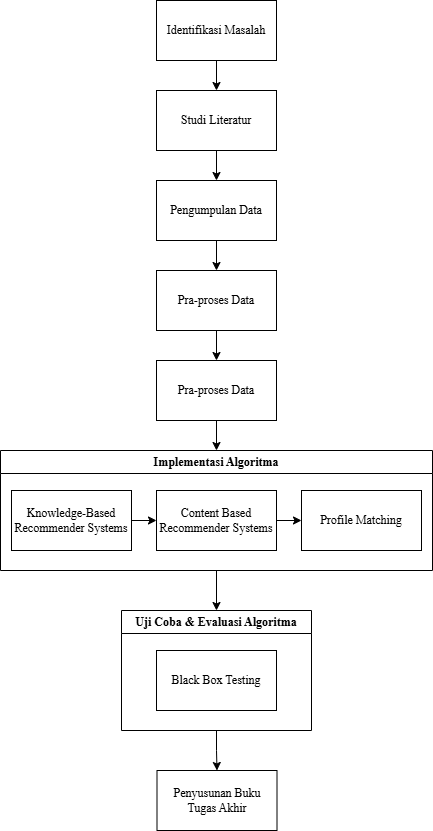 Identifikasi Masalah
Studi Literatur
Pengumpulan Data
Pra-proses Data
Pra-proses Data
Implementasi Algoritma
Knowledge-Based
Recommender Systems
Content Based
Recommender Systems
Profile Matching
Uji Coba & Evaluasi Algoritma
Black Box Testing
Penyusunan Buku
Tugas Akhir